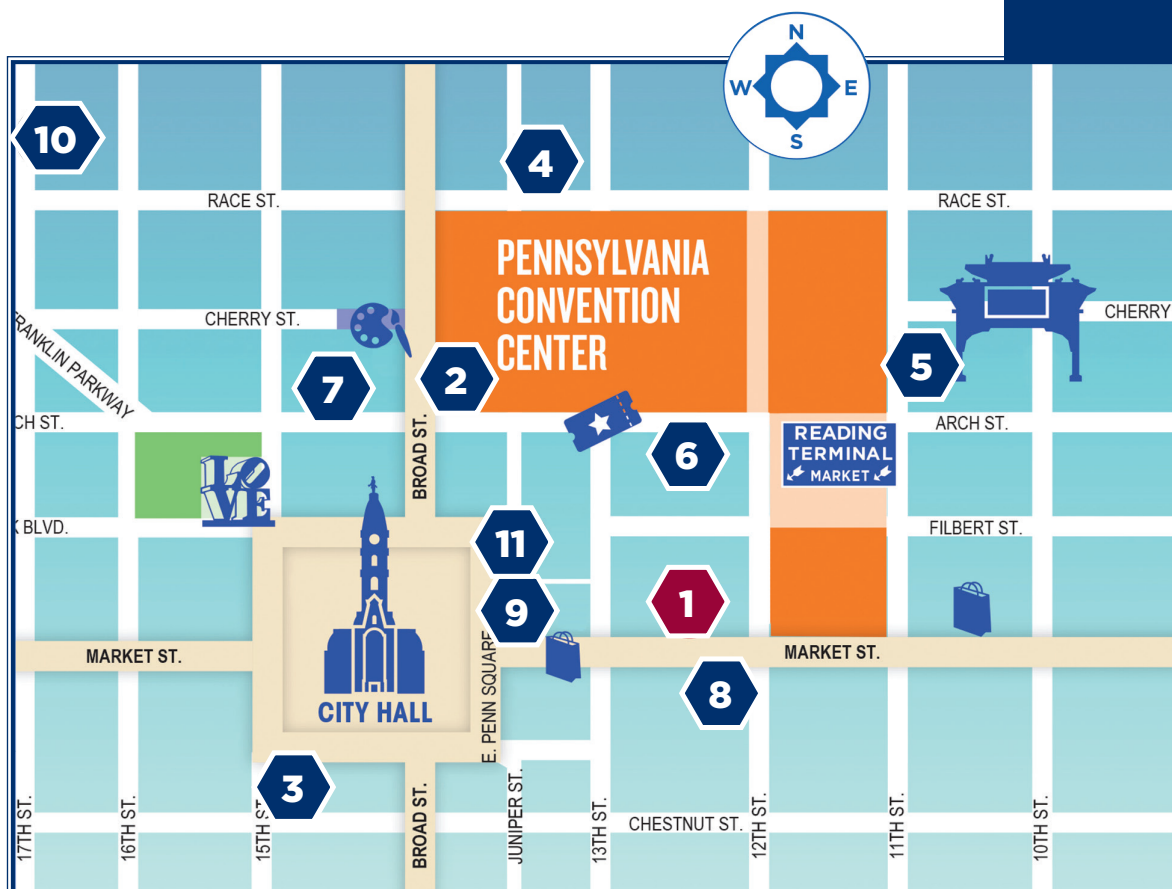 N
W
E
S
10
4
RACE ST.
RACE ST.
PENNSYLVANIA
CONVENTION
CENTER
CHERRY ST.
CHERRY
RANKLIN PARKWAY
7
2
5
CH ST.
ARCH ST.
BROAD ST.
6
READING
TERMINAL
MARKET
LOVE
K BLVD.
FILBERT ST.
11
9
1
MARKET ST.
MARKET ST.
8
CITY HALL
E. PENN SQUARE
3
17TH ST.
16TH ST.
15TH ST.
BROAD ST.
JUNIPER ST.
13TH ST.
CHESTNUT ST.
12TH ST.
11TH ST.
10TH ST.